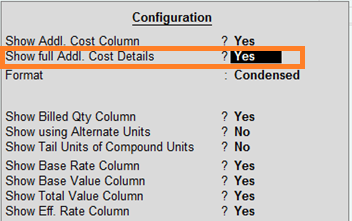 Configuration
Show Addl. Cost Column ? Yes
Show full Addl. Cost Details ? Yes
Format : Condensed
Show Billed Qty Column ? Yes
Show using Alternate Units ? No
Show Tail Units of Compound Units ? No
Show Base Rate Column ? Yes
Show Base Value Column ? Yes
Show Total Value Column ? Yes
Show Eff. Rate Column ? Yes